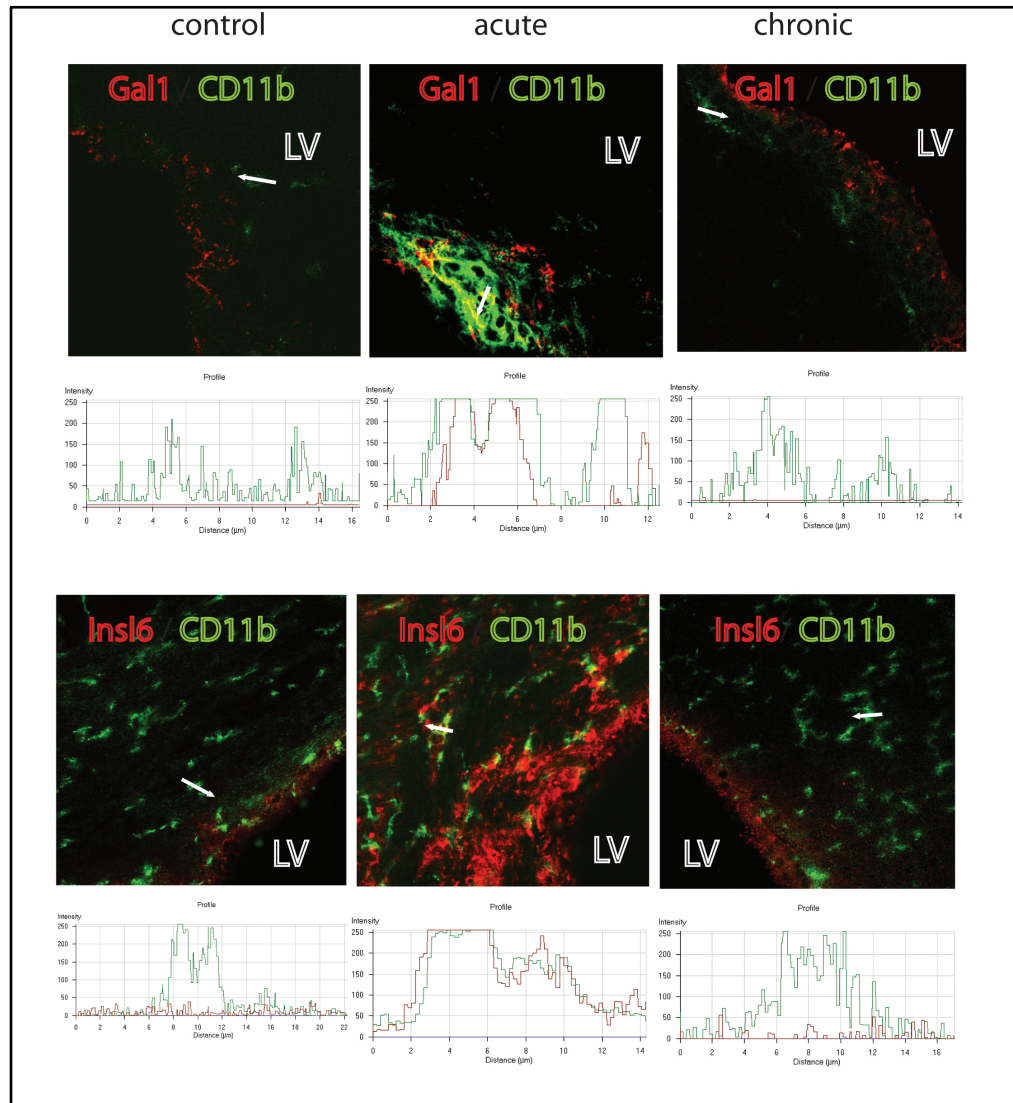 control acute chronic
Gal1 / CD11b Gal1 / CD11b Gal1 / CD11b
LV LV LV
Profile Profile Profile
Intensity Intensity Intensity
250 250 250
200 200 200
150 150 150
100 100 100
50 50 50
0 0 0
0 2 4 6 8 10 12 14 16 0 2 4 6 8 10 12 0 2 4 6 8 10 12 14
Distance (µm) Distance (µm) Distance (µm)
Insl6 / CD11b Insl6 / CD11b Insl6 / CD11b
LV LV LV
Profile Profile Profile
Intensity Intensity Intensity
250 250 250
200 200 200
150 150 150
100 100 100
50 50 50
0 0 0
0 2 4 6 8 10 12 14 16 18 20 22 0 2 4 6 8 10 12 14 0 2 4 6 8 10 12 14 16
Distance (µm) Distance (µm) Distance (µm)